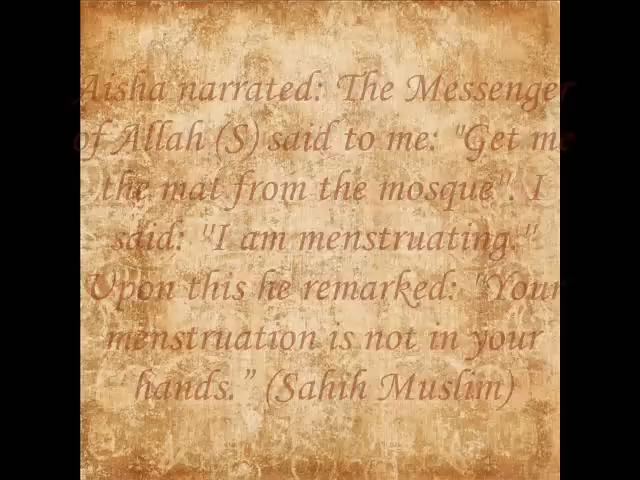 Aisha narrated: The Messenger
of Allah (S) said to me: "Get me
the mat from the mosque". I
said: "I am menstruating."
Upon this he remarked: "Your
menstruation is not in your
hands.” (Sahih Muslim)